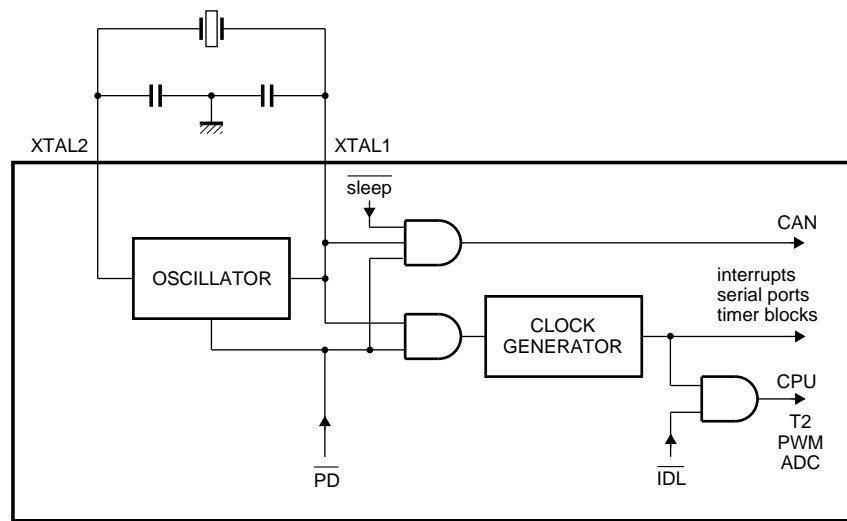 XTAL2
XTAL1
sleep
CAN
OSCILLATOR
interrupts
serial ports
timer blocks
CLOCK
GENERATOR
CPU
T2
PWM
ADC
PD
IDL